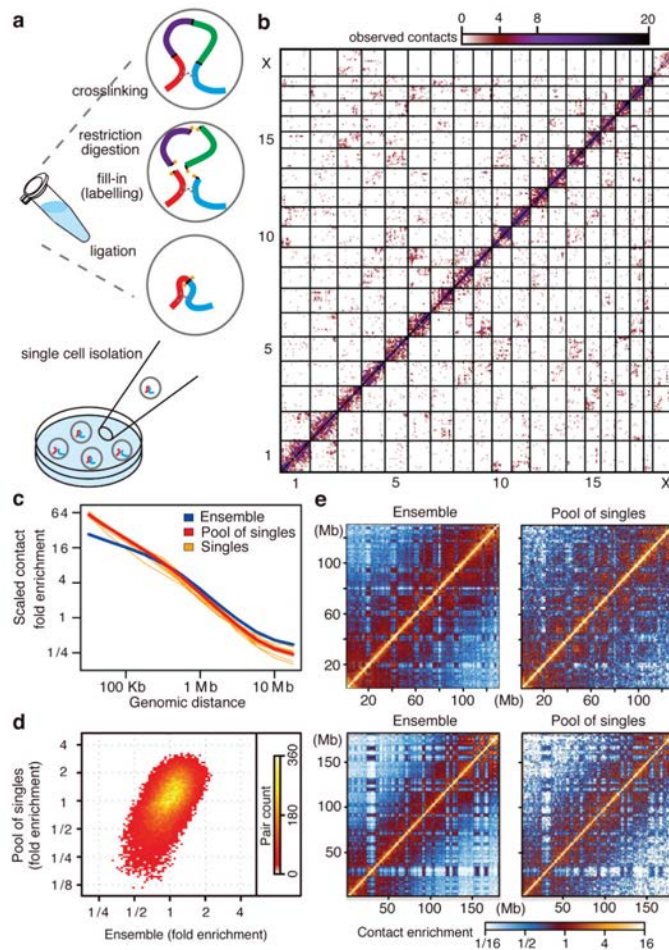 a
crosslinking
restriction
digestion
fill-in
(labelling)
ligation
single cell isolation
b
observed contacts
0 4 8 20
X
15
10
5
1
1 5 10 15 X
c
64
16
4
1
1/4
Scaled contact
fold enrichment
Ensemble
Pool of singles
Singles
100 Kb 1 Mb 10 Mb
Genomic distance
d
4
2
1
1/2
1/4
1/8
Pool of singles
(fold enrichment)
1/4 1/2 1 2 4
Ensemble (fold enrichment)
Pair count
360
180
0
e
Ensemble Pool of singles
(Mb)
100
80
60
40
20
20 60 100 (Mb) 20 60 100
Ensemble Pool of singles
(Mb)
150
100
50
50 100 150 (Mb) 50 100 150
1/16 1/2 1 4 16
Contact enrichment